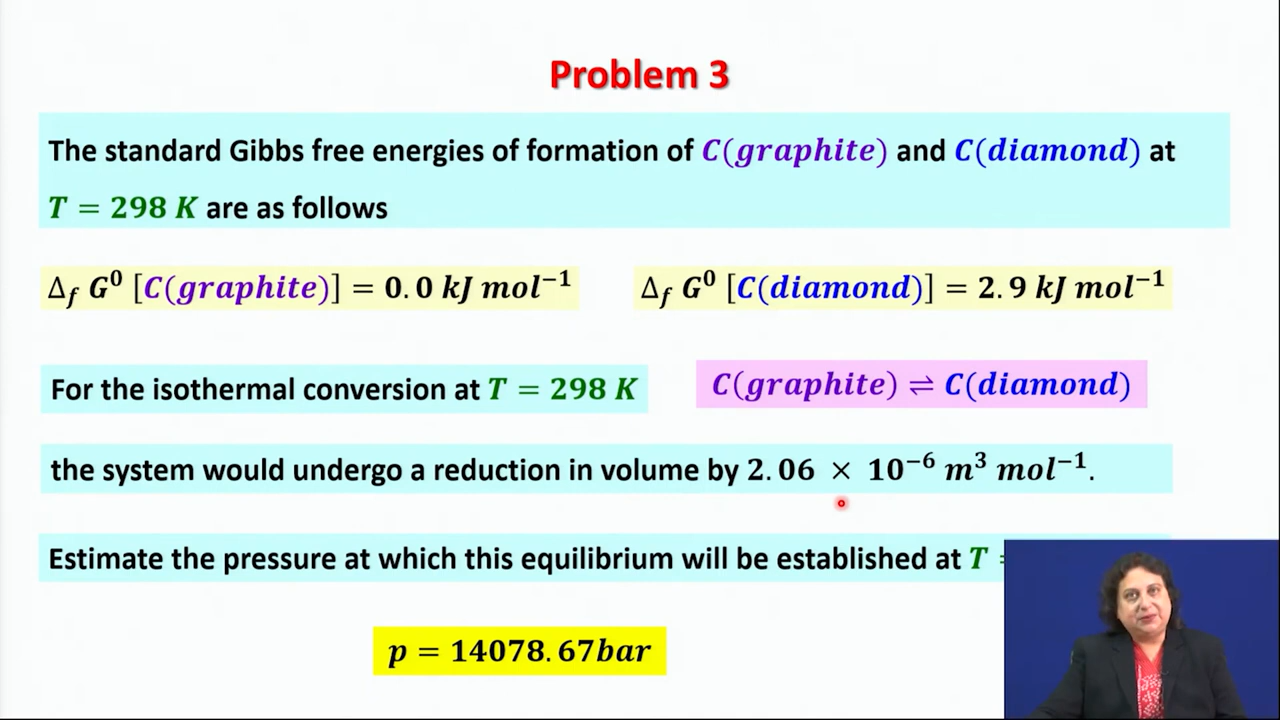 Problem 3
The standard Gibbs free energies of formation of C(graphite) and C(diamond) at
T = 298 K are as follows
Δf G⁰ [C(graphite)] = 0.0 kJ mol⁻¹
Δf G⁰ [C(diamond)] = 2.9 kJ mol⁻¹
For the isothermal conversion at T = 298 K
C(graphite) ⇌ C(diamond)
the system would undergo a reduction in volume by 2.06 × 10⁻⁶ m³ mol⁻¹.
Estimate the pressure at which this equilibrium will be established at T =
p = 14078.67bar